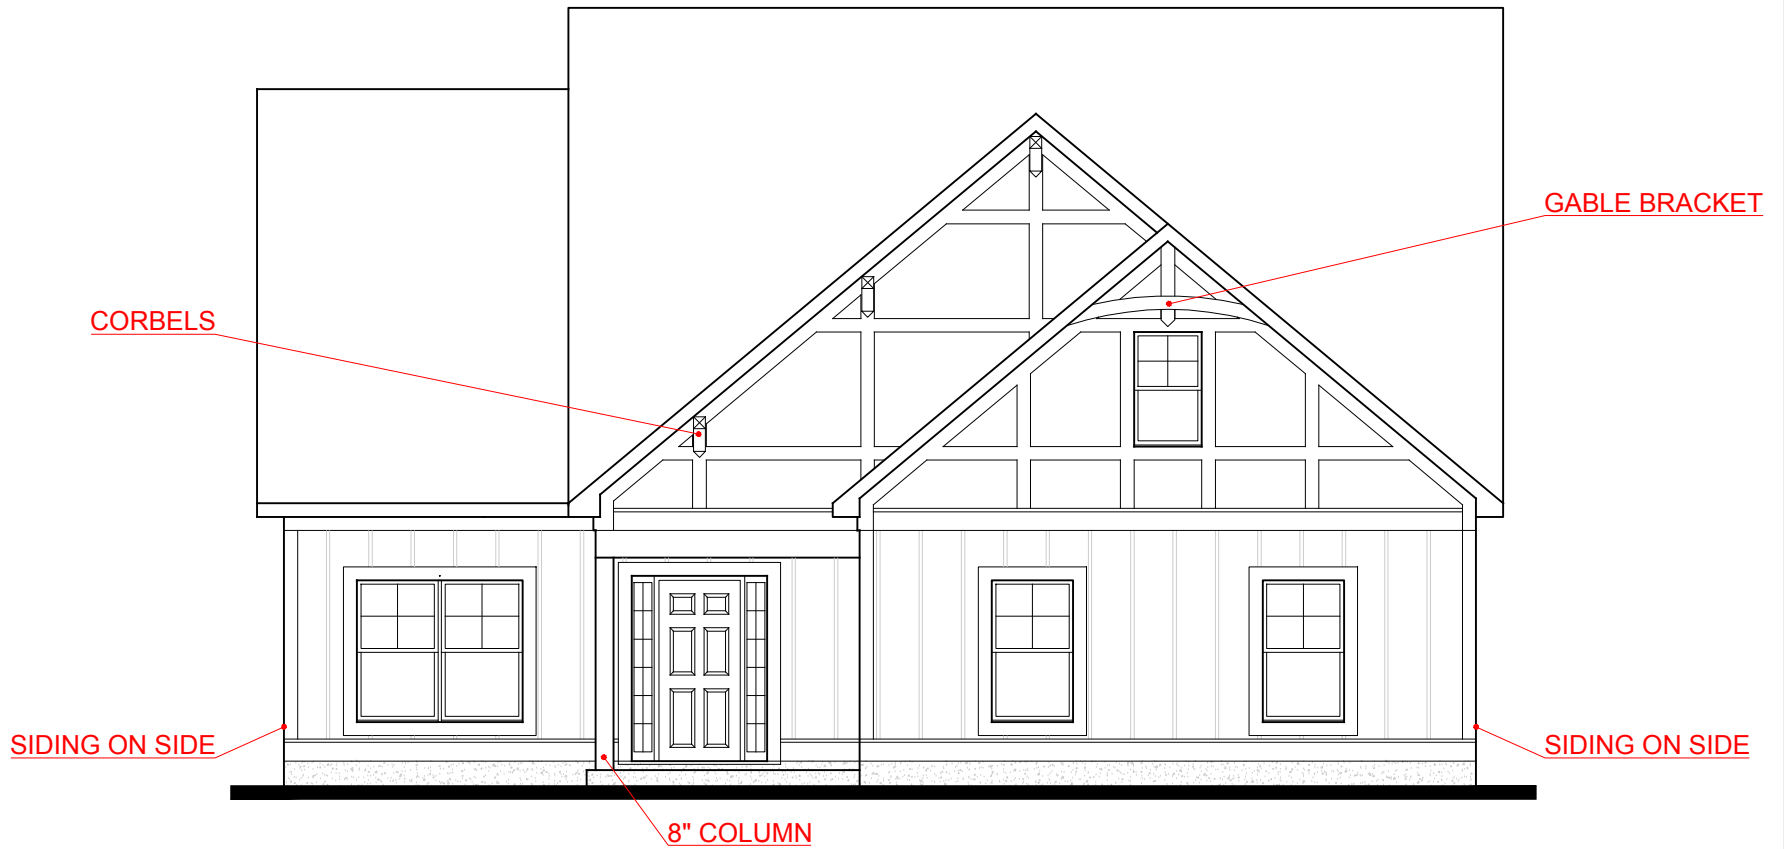 GABLE BRACKET
CORBELS
SIDING ON SIDE
SIDING ON SIDE
8" COLUMN